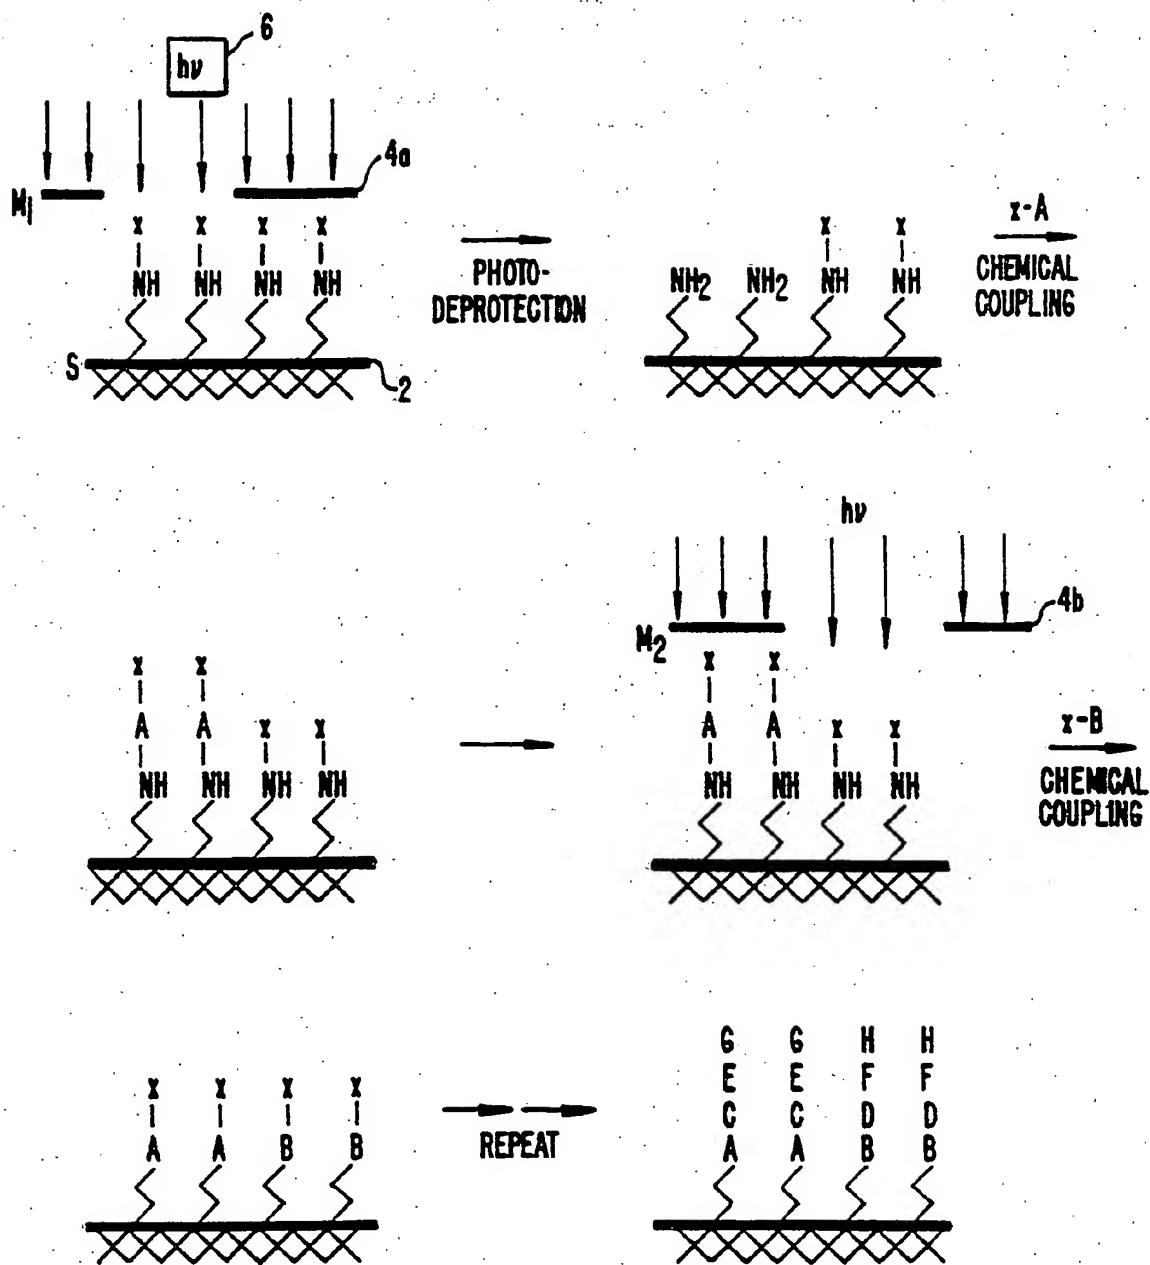 6
hν
4a
M1
x x x x
NH NH NH NH
S
2
PHOTO-
DEPROTECTION
x x
NH2 NH2 NH NH
x-A
CHEMICAL
COUPLING
x x
A A x x
NH NH NH NH
hν
4b
M2
x x
A A x x
NH NH NH NH
x-B
CHEMICAL
COUPLING
x x x x
A A B B
REPEAT
G G H H
E E F F
C C D D
A A B B